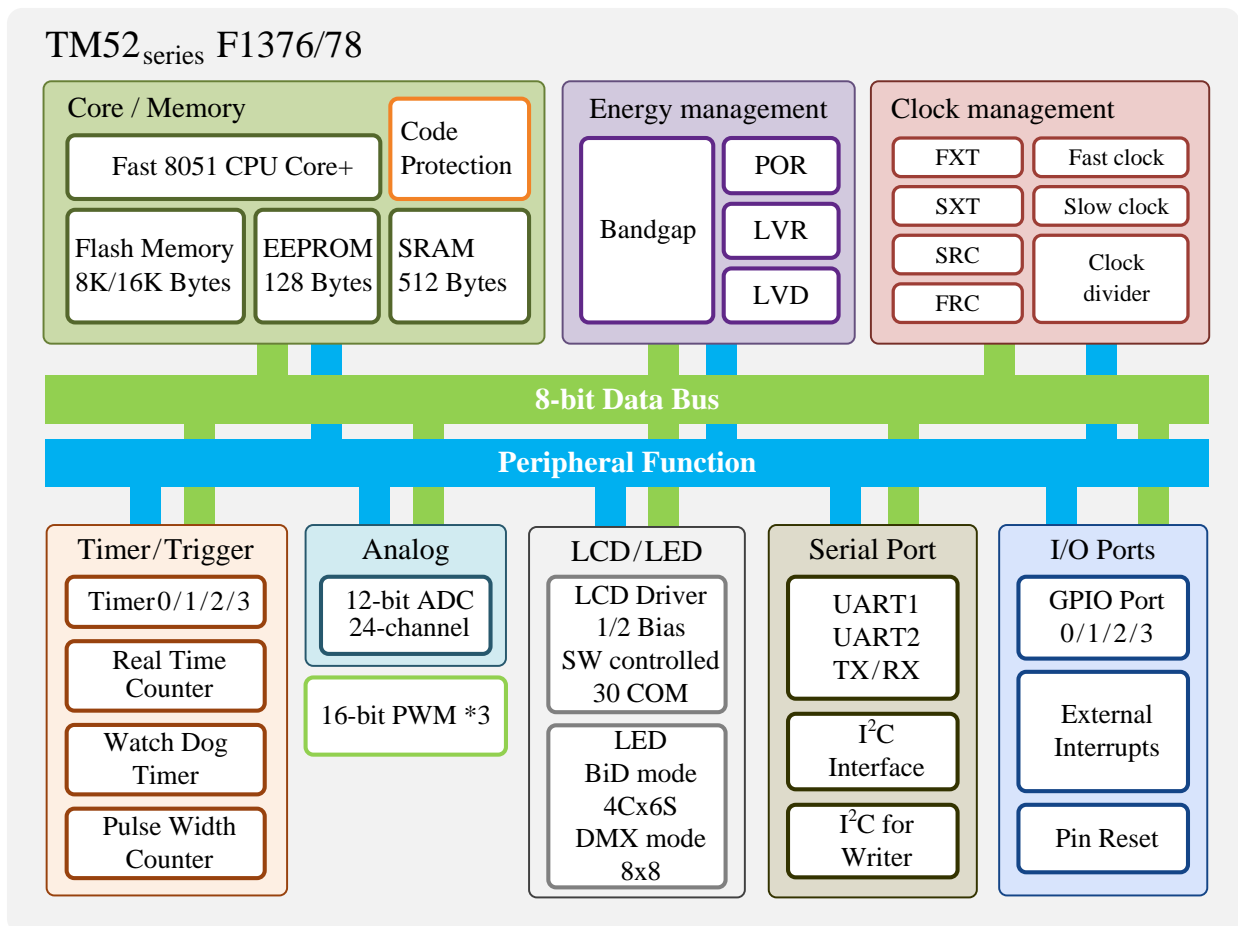 TM52series F1376/78
Core / Memory
Fast 8051 CPU Core+
Code
Protection
Flash Memory
8K/16K Bytes
EEPROM
128 Bytes
SRAM
512 Bytes
Energy management
Bandgap
POR
LVR
LVD
Clock management
FXT
SXT
SRC
FRC
Fast clock
Slow clock
Clock
divider
8-bit Data Bus
Peripheral Function
Timer/Trigger
Timer0/1/2/3
Real Time
Counter
Watch Dog
Timer
Pulse Width
Counter
Analog
12-bit ADC
24-channel
16-bit PWM *3
LCD/LED
LCD Driver
1/2 Bias
SW controlled
30 COM
LED
BiD mode
4Cx6S
DMX mode
8x8
Serial Port
UART1
UART2
TX/RX
I²C
Interface
I²C for
Writer
I/O Ports
GPIO Port
0/1/2/3
External
Interrupts
Pin Reset